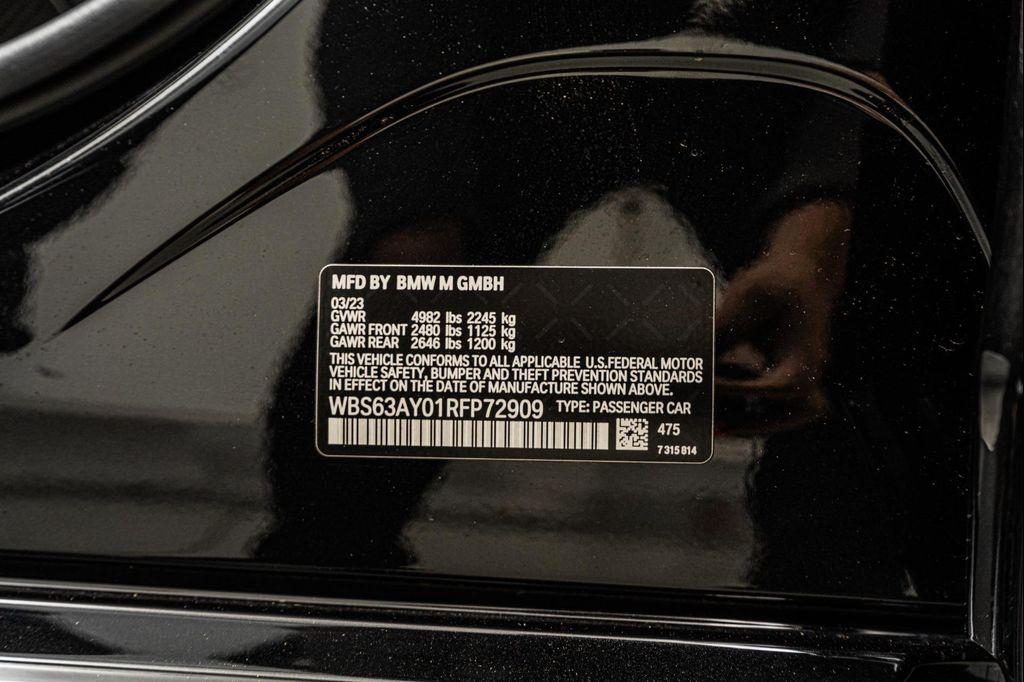 MFD BY BMW M GMBH
03/23
GVWR 4982 lbs 2245 kg
GAWR FRONT 2480 lbs 1125 kg
GAWR REAR 2646 lbs 1200 kg
THIS VEHICLE CONFORMS TO ALL APPLICABLE U.S.FEDERAL MOTOR
VEHICLE SAFETY, BUMPER AND THEFT PREVENTION STANDARDS
IN EFFECT ON THE DATE OF MANUFACTURE SHOWN ABOVE.
WBS63AY01RFP72909 TYPE: PASSENGER CAR
475
7 315 814